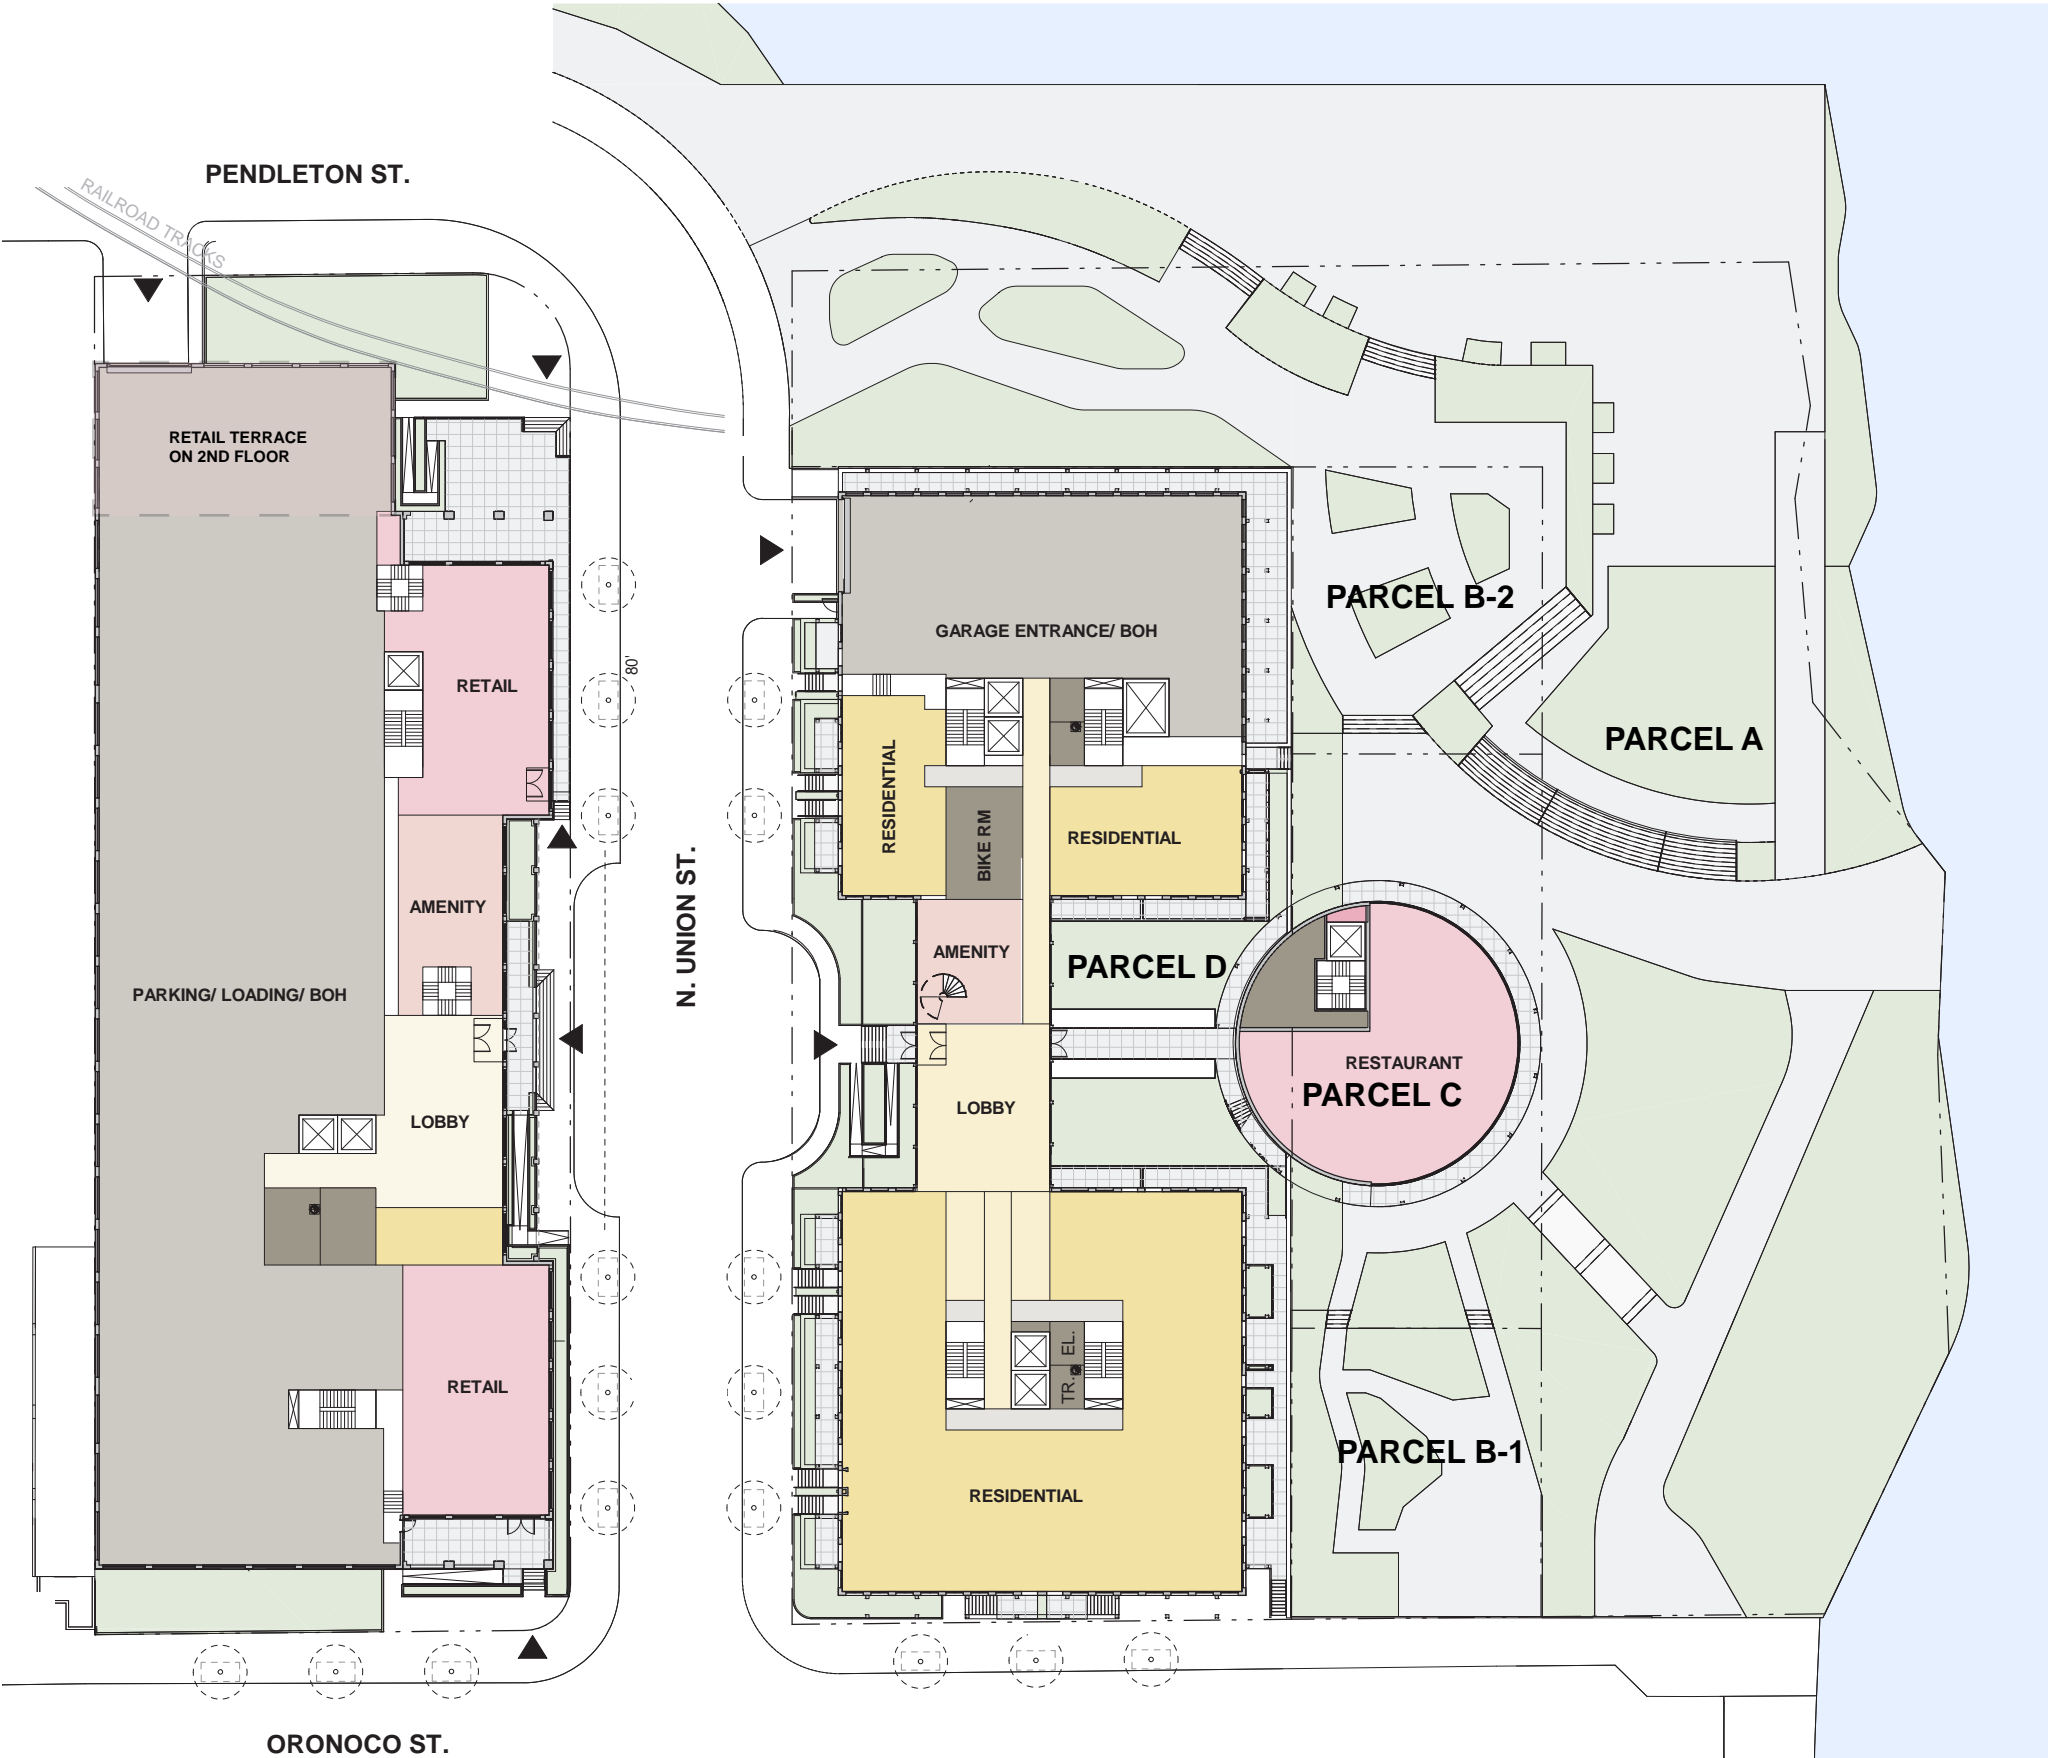 PENDLETON ST.
RAILROAD TRACKS
RETAIL TERRACE
ON 2ND FLOOR
PARCEL B-2
GARAGE ENTRANCE/ BOH
80'
RETAIL
PARCEL A
RESIDENTIAL
BIKE RM
RESIDENTIAL
AMENITY
N. UNION ST.
AMENITY
PARCEL D
PARKING/ LOADING/ BOH
RESTAURANT
PARCEL C
LOBBY
LOBBY
EL.
TR.
RETAIL
PARCEL B-1
RESIDENTIAL
ORONOCO ST.